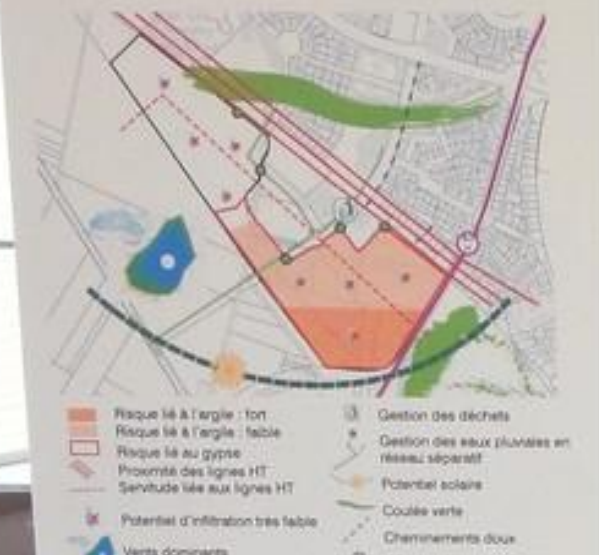 Risque lié à l'argile : fort
Risque lié à l'argile : faible
Risque lié au gypse
Proximité des lignes HT
Servitude liée aux lignes HT
Potentiel d'infiltration très faible
Vents dominants
Gestion des déchets
Gestion des eaux pluviales en
réseau séparatif
Potentiel solaire
Coulée verte
Cheminements doux